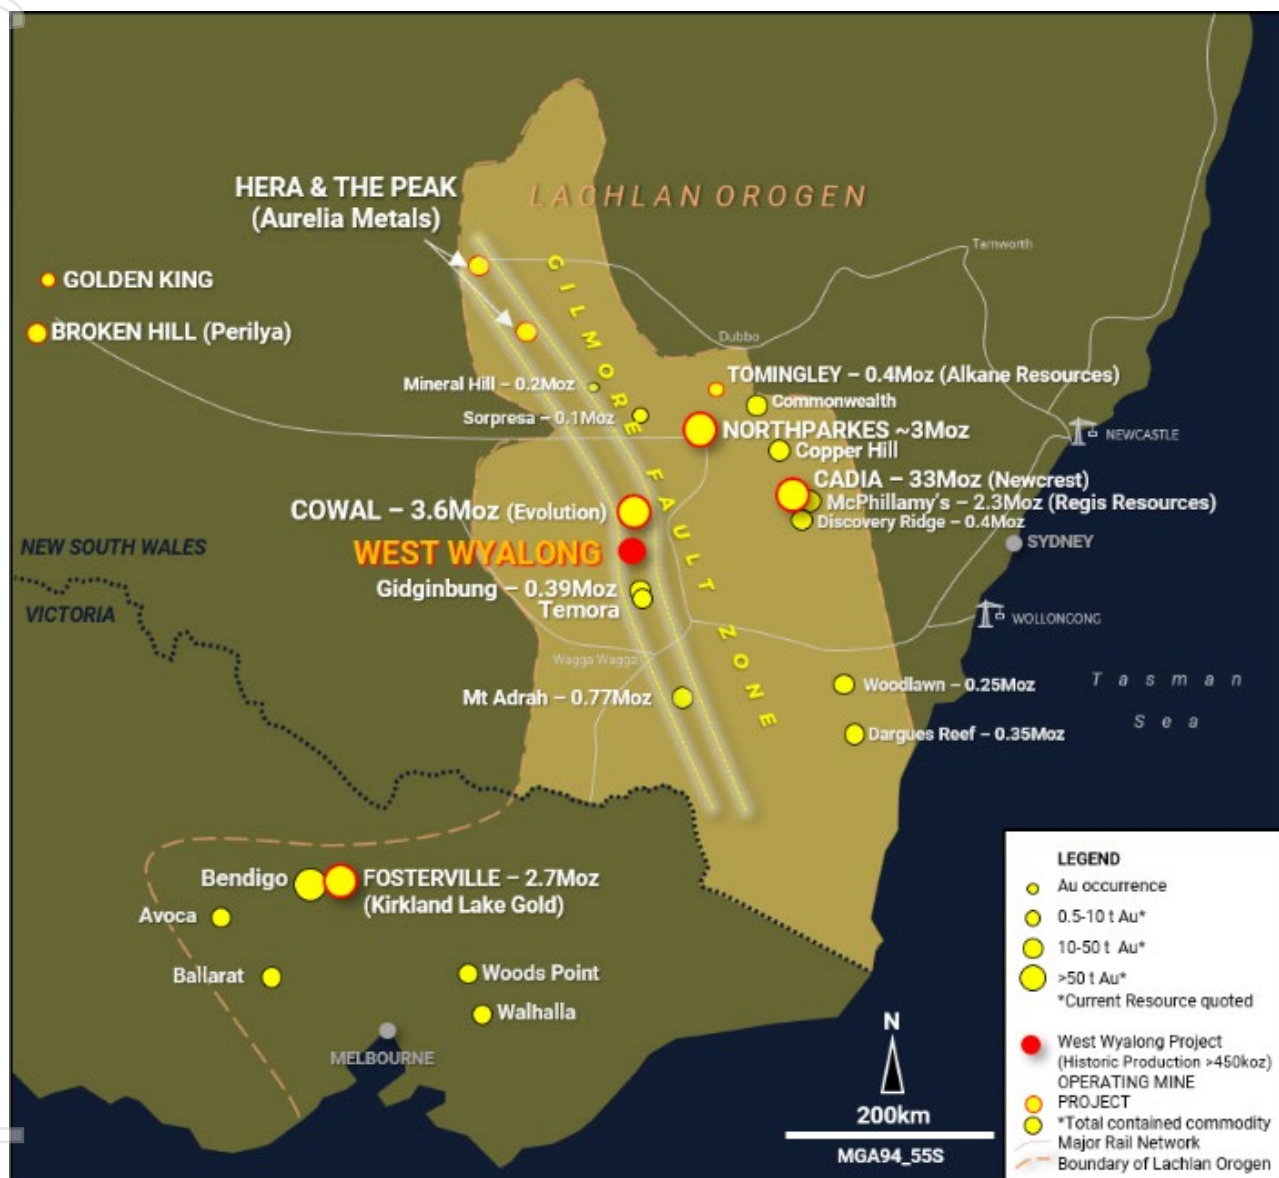 LACHLAN OROGEN
HERA & THE PEAK
(Aurelia Metals)
Tamworth
GILMORE FAULT ZONE
GOLDEN KING
BROKEN HILL (Perilya)
Dubbo
Mineral Hill – 0.2Moz
TOMINGLEY – 0.4Moz (Alkane Resources)
Commonwealth
Sorpresa – 0.1Moz
NORTHPARKES ~3Moz
NEWCASTLE
Copper Hill
CADIA – 33Moz (Newcrest)
McPhillamy's – 2.3Moz (Regis Resources)
COWAL – 3.6Moz (Evolution)
Discovery Ridge – 0.4Moz
SYDNEY
NEW SOUTH WALES
WEST WYALONG
Gidginbung – 0.39Moz
Temora
VICTORIA
WOLLONGONG
Wagga Wagga
Mt Adrah – 0.77Moz
Woodlawn – 0.25Moz
Tasman
Sea
Dargues Reef – 0.35Moz
Bendigo
FOSTERVILLE – 2.7Moz
(Kirkland Lake Gold)
Avoca
Ballarat
Woods Point
Walhalla
MELBOURNE
N
200km
MGA94_55S
LEGEND
Au occurrence
0.5-10 t Au*
10-50 t Au*
>50 t Au*
*Current Resource quoted
West Wyalong Project
(Historic Production >450koz)
OPERATING MINE
PROJECT
*Total contained commodity
Major Rail Network
Boundary of Lachlan Orogen